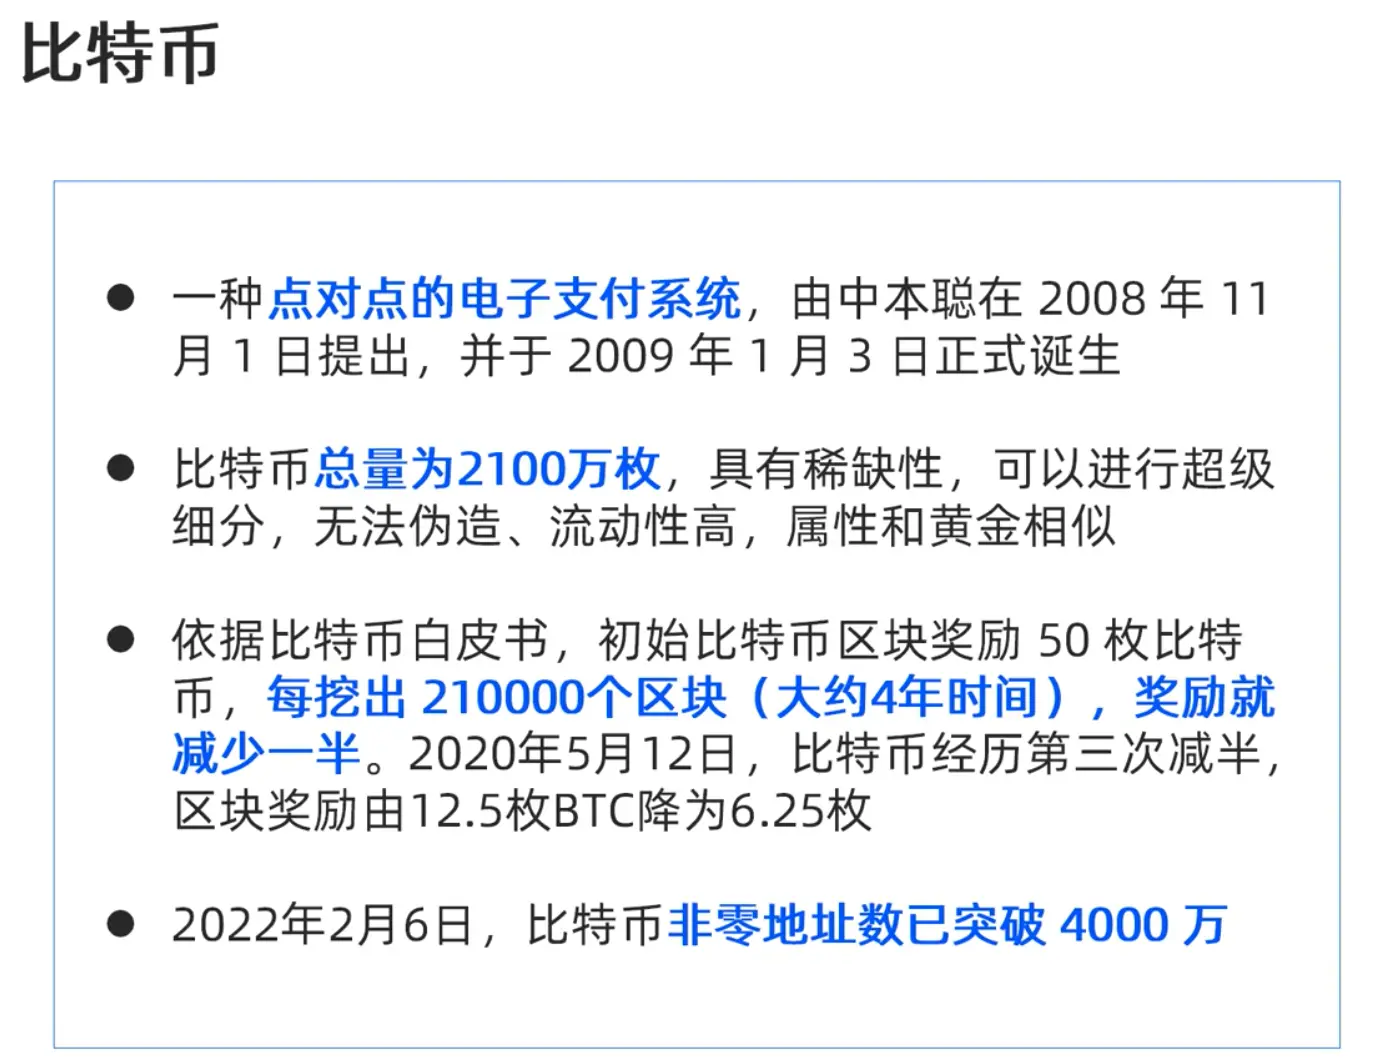 比特币
● 一种点对点的电子支付系统，由中本聪在 2008 年 11
月 1 日提出，并于 2009 年 1 月 3 日正式诞生
● 比特币总量为2100万枚，具有稀缺性，可以进行超级
细分，无法伪造、流动性高，属性和黄金相似
● 依据比特币白皮书，初始比特币区块奖励 50 枚比特
币，每挖出 210000个区块（大约4年时间），奖励就
减少一半。2020年5月12日，比特币经历第三次减半，
区块奖励由12.5枚BTC降为6.25枚
● 2022年2月6日，比特币非零地址数已突破 4000 万